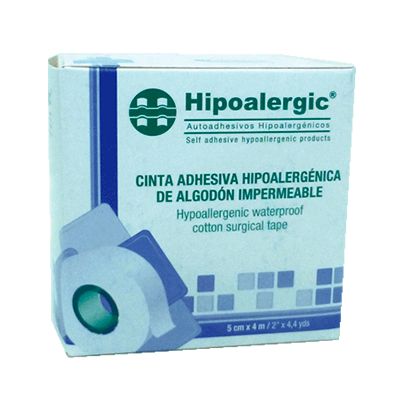 Hipoalergic®
Autoadhesivos Hipoalergénicos
Self adhesive hypoallergenic products
CINTA ADHESIVA HIPOALERGÉNICA
DE ALGODÓN IMPERMEABLE
Hypoallergenic waterproof
cotton surgical tape
5 cm x 4 m / 2" x 4,4 yds